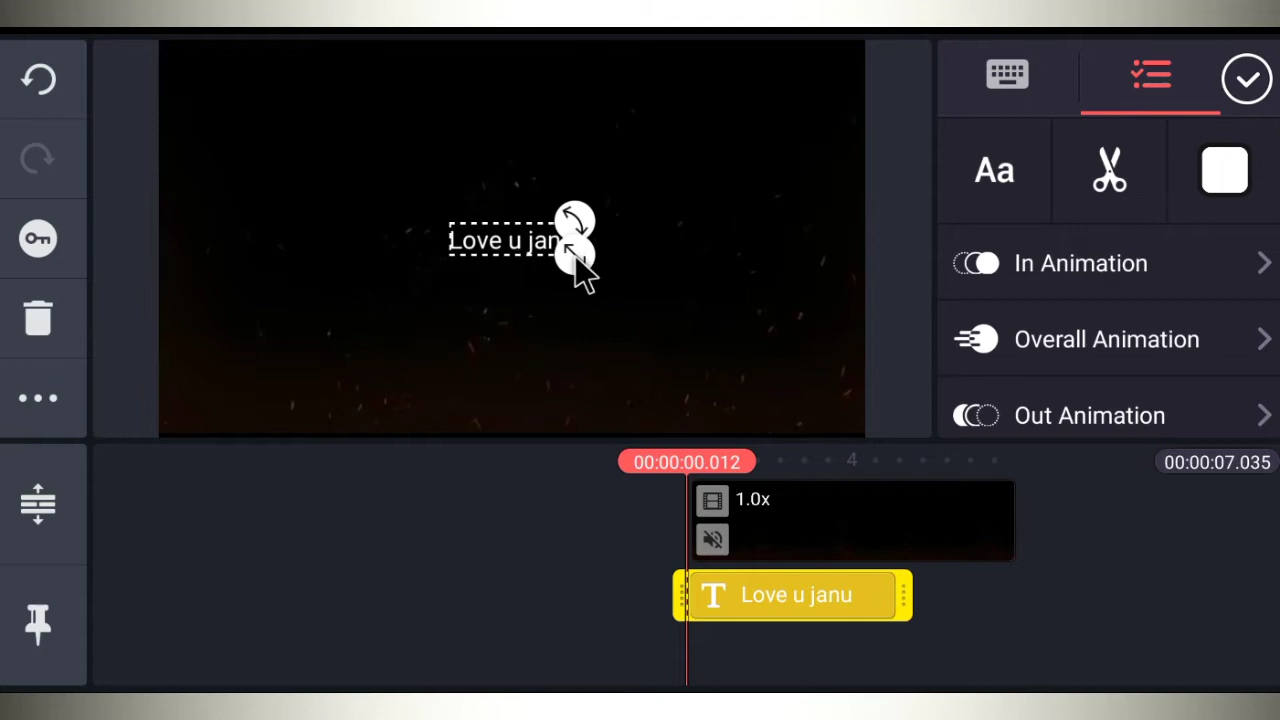 Love u jan
Aa
In Animation
Overall Animation
Out Animation
00:00:00.012
4
00:00:07.035
1.0x
T Love u janu